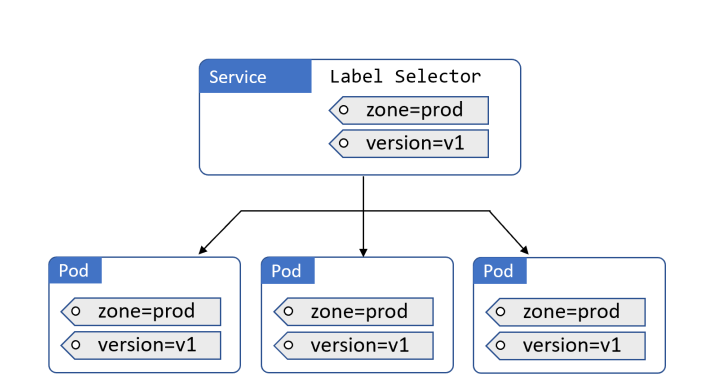 Service
Label Selector
zone=prod
version=v1
Pod
zone=prod
version=v1
Pod
zone=prod
version=v1
Pod
zone=prod
version=v1